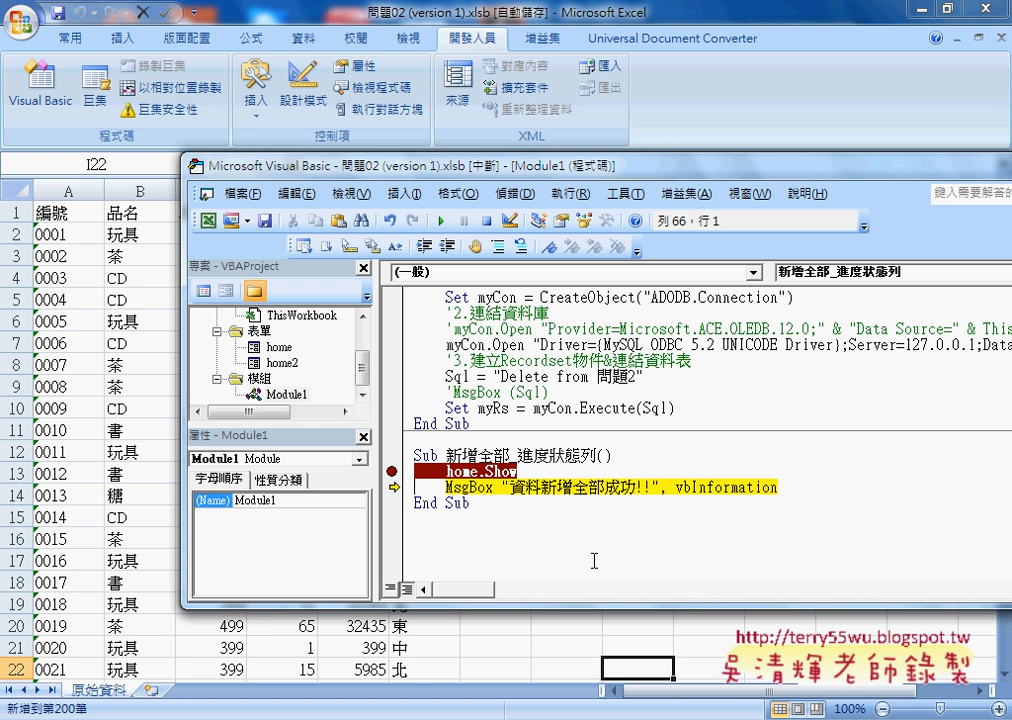 問題02 (version 1).xlsb [自動儲存] - Microsoft Excel
常用 插入 版面配置 公式 資料 校閱 檢視 開發人員 增益集 Universal Document Converter
錄製巨集 屬性 對應內容 匯入
以相對位置錄製 檢視程式碼 擴充套件 匯出
Visual Basic 巨集 巨集安全性 插入 設計模式 執行對話方塊 來源 重新整理資料
程式碼 控制項 XML
I22
Microsoft Visual Basic - 問題02 (version 1).xlsb [中斷] - [Module1 (程式碼)]
檔案(F) 編輯(E) 檢視(V) 插入(I) 格式(O) 偵錯(D) 執行(R) 工具(T) 增益集(A) 視窗(W) 說明(H) 鍵入需要解答的
列 66，行 1
專案 - VBAProject
(一般) 新增全部_進度狀態列
ThisWorkbook
表單
home
home2
模組
Module1
屬性 - Module1
Module1 Module
字母順序 性質分類
(Name) Module1
Set myCon = CreateObject("ADODB.Connection")
'2.連結資料庫
'myCon.Open "Provider=Microsoft.ACE.OLEDB.12.0;" & "Data Source=" & This
myCon.Open "Driver={MySQL ODBC 5.2 UNICODE Driver};Server=127.0.0.1;Data
'3.建立Recordset物件&連結資料表
Sql = "Delete from 問題2"
'MsgBox (Sql)
Set myRs = myCon.Execute(Sql)
End Sub
Sub 新增全部_進度狀態列()
home.Show
MsgBox "資料新增全部成功!!", vbInformation
End Sub
A B
1 編號 品名
2 0001 玩具
3 0002 茶
4 0003 CD
5 0004 CD
6 0005 玩具
7 0006 CD
8 0007 茶
9 0008 茶
10 0009 CD
11 0010 書
12 0011 玩具
13 0012 書
14 0013 糖
15 0014 CD
16 0015 茶
17 0016 玩具
18 0017 書
19 0018 玩具
20 0019 茶 499 65 32435 東
21 0020 玩具 399 1 399 中
22 0021 玩具 399 15 5985 北
http://terry55wu.blogspot.tw
吳清輝老師錄製
原始資料
新增到第200筆 100%